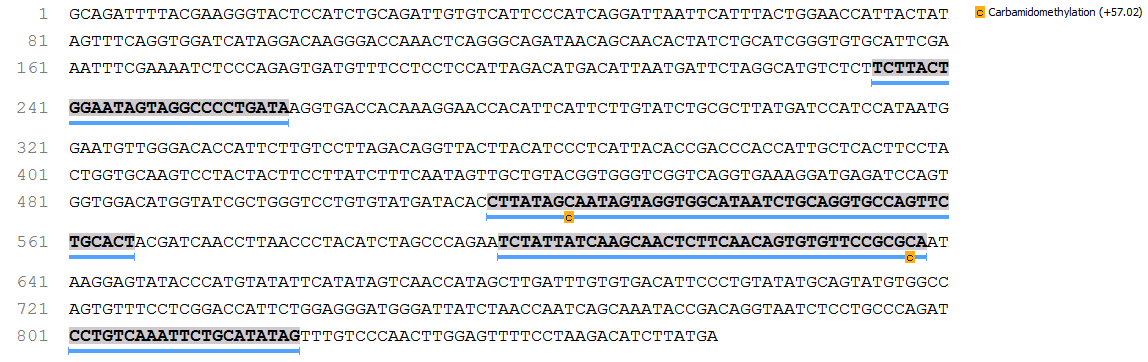 1 GCAGATTTTACGAAGGGTACTCCATCTGCAGATTGTGTCATTCCCATCAGGATTAATTCATTTACTGGAACCATTACTAT
c Carbamidomethylation (+57.02)
81 AGTTTCAGGTGGATCATAGGACAAGGGACCAAACTCAGGGCAGATAACAGCAACACTATCTGCATCGGGTGTGCATTCGA
161 AATTTCGAAAATCTCCCAGAGTGATGTTTCCTCCTCCATTAGACATGACATTAATGATTCTAGGCATGTCTCTTCTTACT
241 GGAATAGTAGGCCCCTGATAAGGTGACCACAAAGGAACCACATTCATTCTTGTATCTGCGCTTATGATCCATCCATAATG
321 GAATGTTGGGACACCATTCTTGTCCTTAGACAGGTTACTTACATCCCTCATTACACCGACCCACCATTGCTCACTTCCTA
401 CTGGTGCAAGTCCTACTACTTCCTTATCTTTCAATAGTTGCTGTACGGTGGGTCGGTCAGGTGAAAGGATGAGATCCAGT
481 GGTGGACATGGTATCGCTGGGTCCTGTGTATGATACACCTTATAGCAATAGTAGGTGGCATAATCTGCAGGTGCCAGTTC
c
561 TGCACTACGATCAACCTTAACCCTACATCTAGCCCAGAATCTATTATCAAGCAACTCTTCAACAGTGTGTTCCGCGCAAT
c
641 AAGGAGTATACCCATGTATATTCATATAGTCAACCATAGCTTGATTTGTGTGACATTCCCTGTATATGCAGTATGTGGCC
721 AGTGTTTCCTCGGACCATTCTGGAGGGATGGGATTATCTAACCAATCAGCAAATACCGACAGGTAATCTCCTGCCCAGAT
801 CCTGTCAAATTCTGCATATAGTTTGTCCCAACTTGGAGTTTTCCTAAGACATCTTATGA